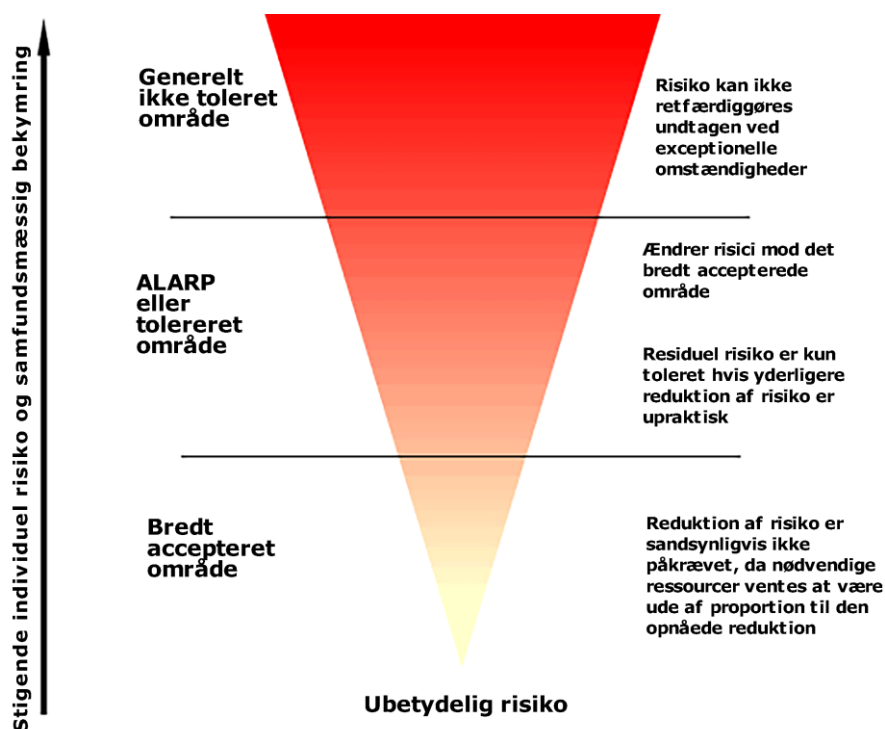 Stigende individuel risiko og samfundsmæssig bekymring
Generelt
ikke toleret
område
Risiko kan ikke
retfærdiggøres
undtagen ved
exceptionelle
omstændigheder
ALARP
eller
tolereret
område
Ændrer risici mod det
bredt accepterede
område
Residuel risiko er kun
toleret hvis yderligere
reduktion af risiko er
upraktisk
Bredt
accepteret
område
Reduktion af risiko er
sandsynligvis ikke
påkrævet, da nødvendige
ressourcer ventes at være
ude af proportion til den
opnåede reduktion
Ubetydelig risiko